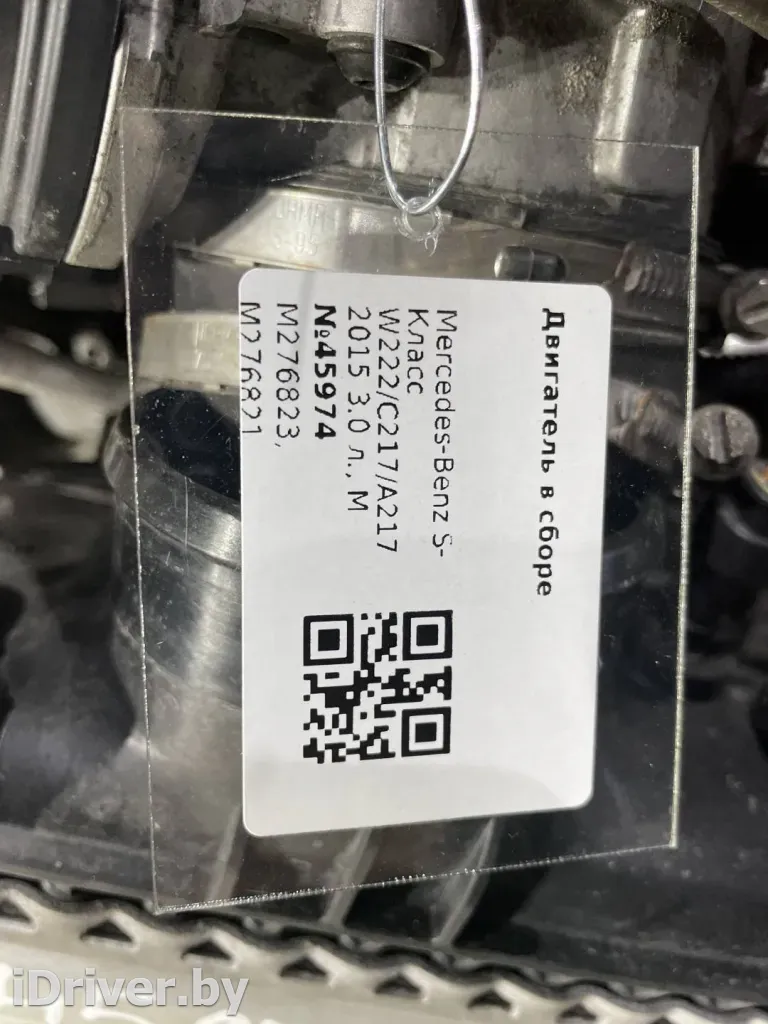 Двигатель в сборе
Mercedes-Benz S-
Класс
W222/C217/A217
2015 3.0 л., M
№45974
M276823,
M276821
iDriver.by